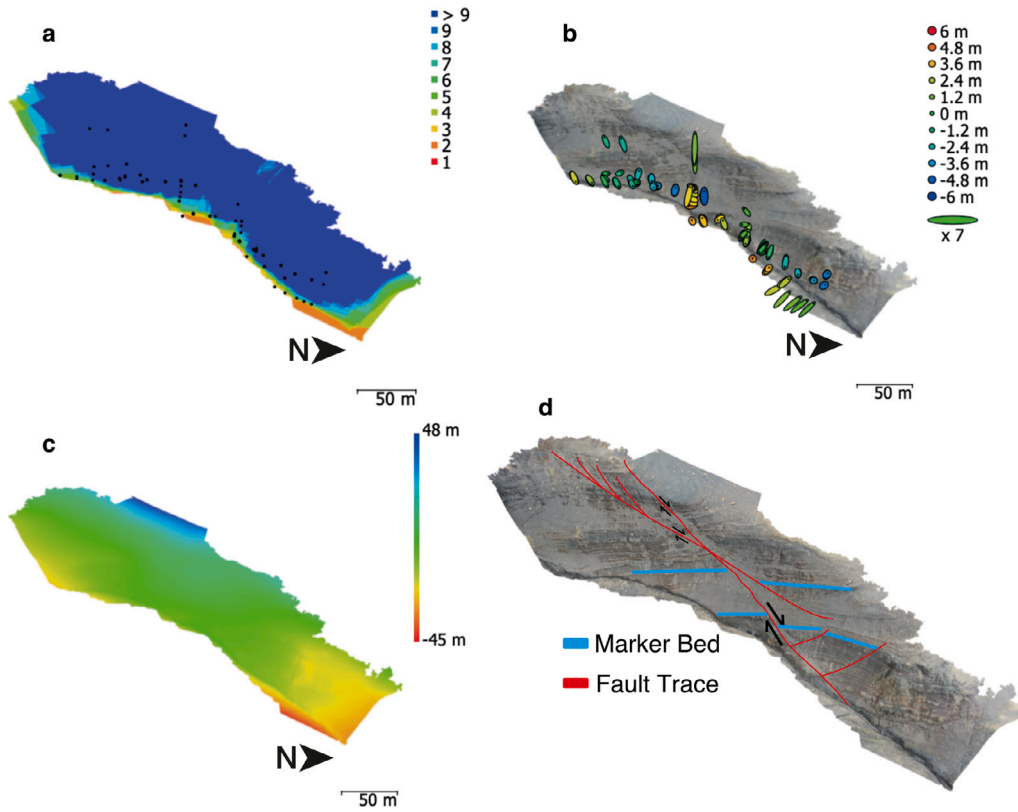 a
> 9
9
8
7
6
5
4
3
2
1
N
50 m
b
6 m
4.8 m
3.6 m
2.4 m
1.2 m
0 m
-1.2 m
-2.4 m
-3.6 m
-4.8 m
-6 m
x 7
N
50 m
c
48 m
-45 m
N
50 m
d
Marker Bed
Fault Trace